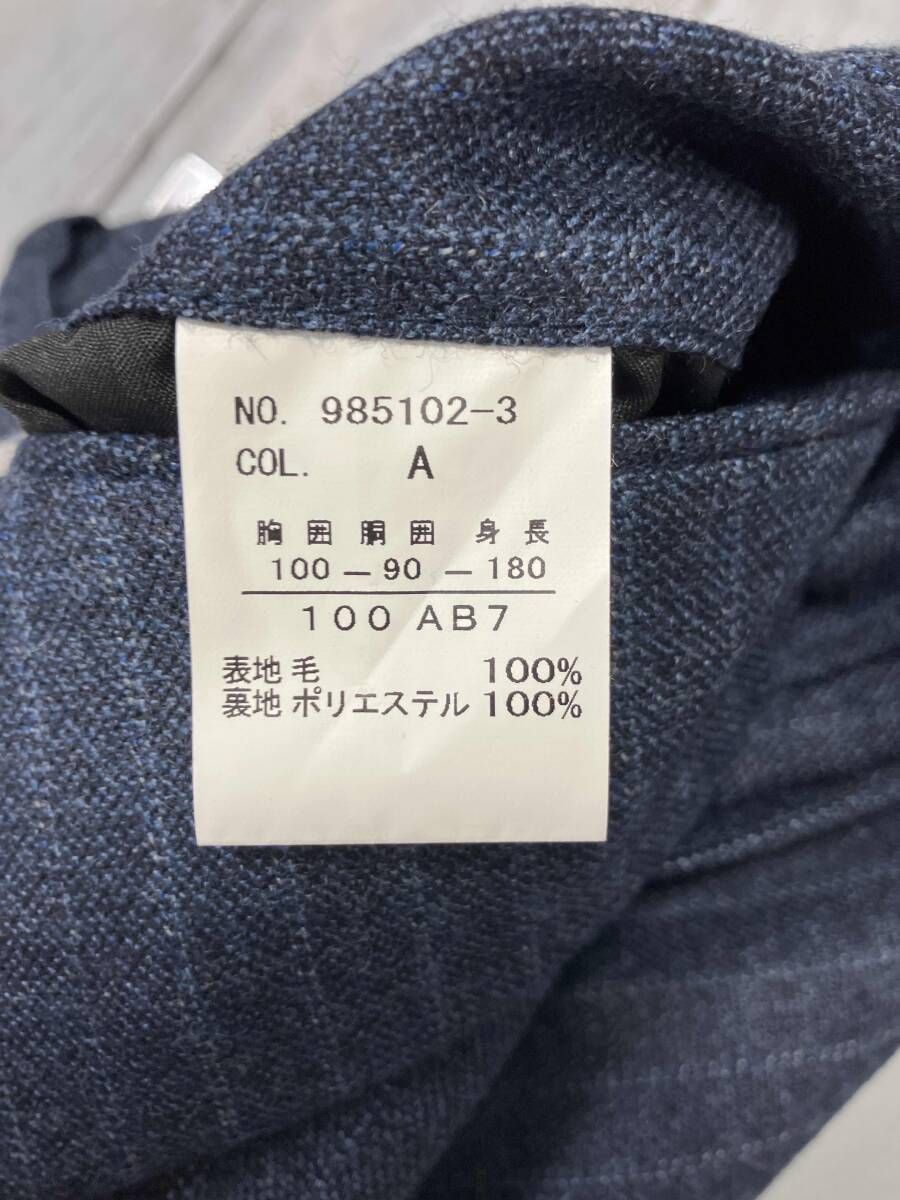 NO. 985102-3
COL. A
胸囲 胴囲 身長
100 - 90 - 180
100 AB7
表地 毛 100%
裏地 ポリエステル 100%